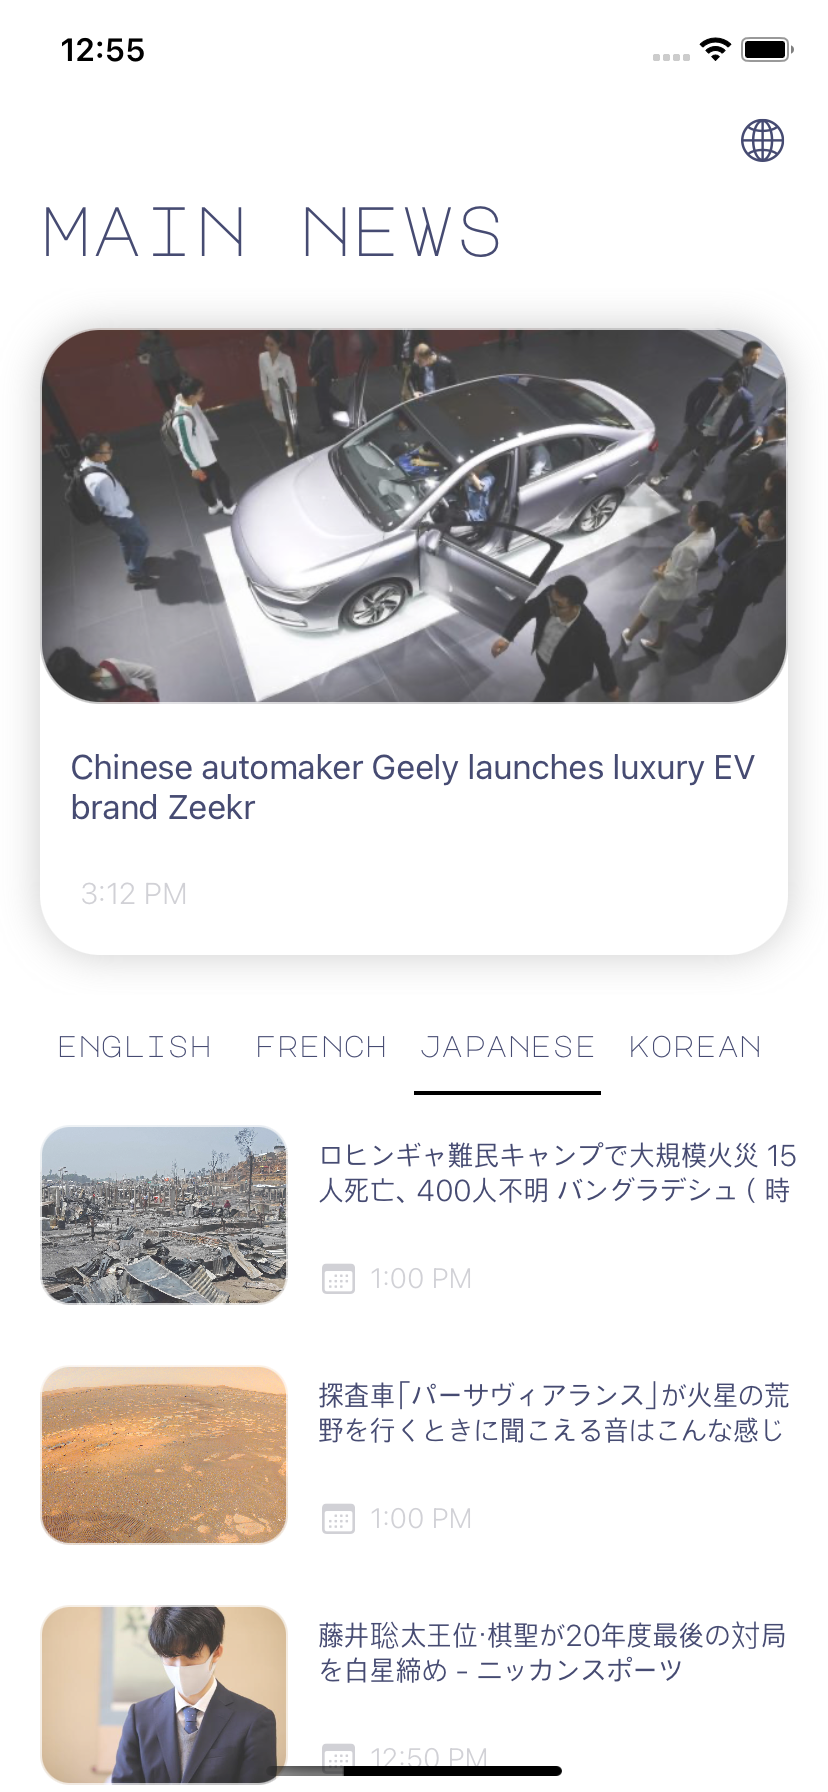 12:55
MAIN NEWS
Chinese automaker Geely launches luxury EV
brand Zeekr
3:12 PM
ENGLISH FRENCH JAPANESE KOREAN
ロヒンギャ難民キャンプで大規模火災 15
人死亡、400人不明 バングラデシュ ( 時
1:00 PM
探査車「パーサヴィアランス」が火星の荒
野を行くときに聞こえる音はこんな感じ
1:00 PM
藤井聡太王位·棋聖が20年度最後の対局
を白星締め - ニッカンスポーツ
12:50 PM